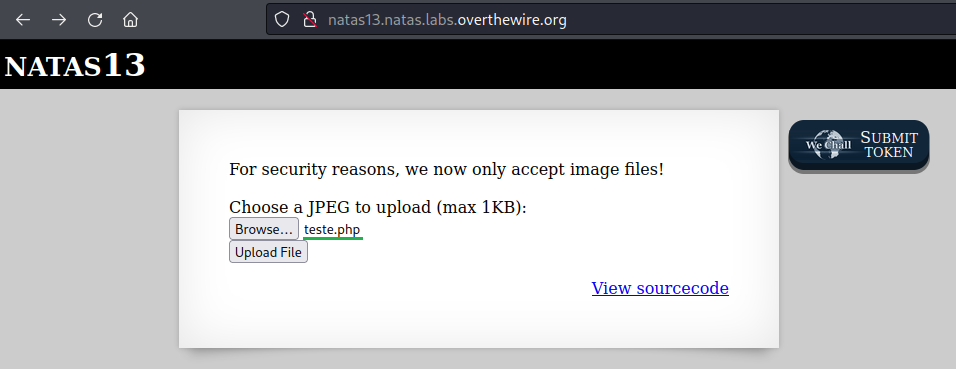 natas13.natas.labs.overthewire.org
NATAS13
We Chall
SUBMIT
TOKEN
For security reasons, we now only accept image files!
Choose a JPEG to upload (max 1KB):
Browse... teste.php
Upload File
View sourcecode